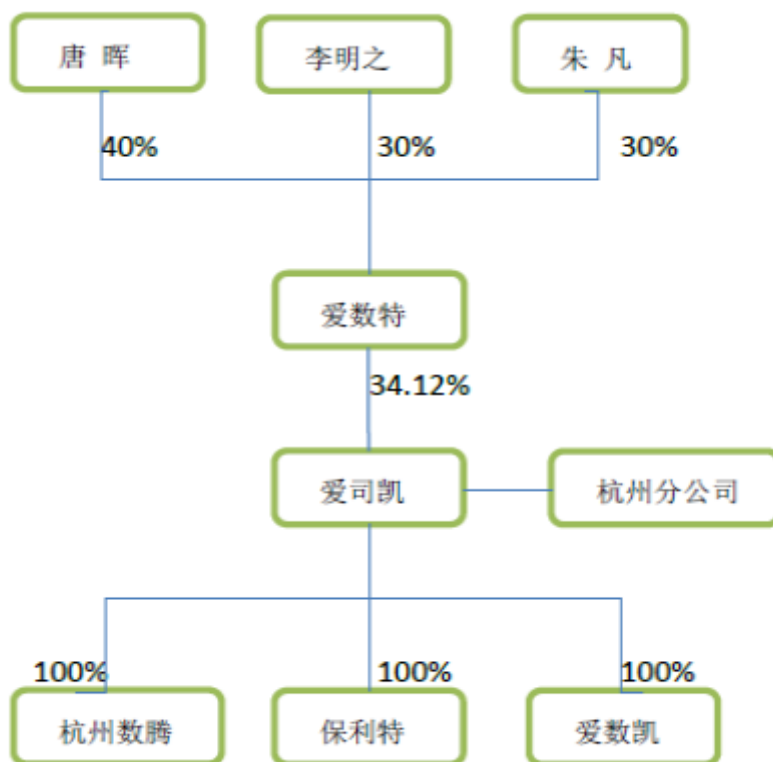 唐 晖
李明之
朱 凡
40%
30%
30%
爱数特
34.12%
爱司凯
杭州分公司
100%
100%
100%
杭州数腾
保利特
爱数凯